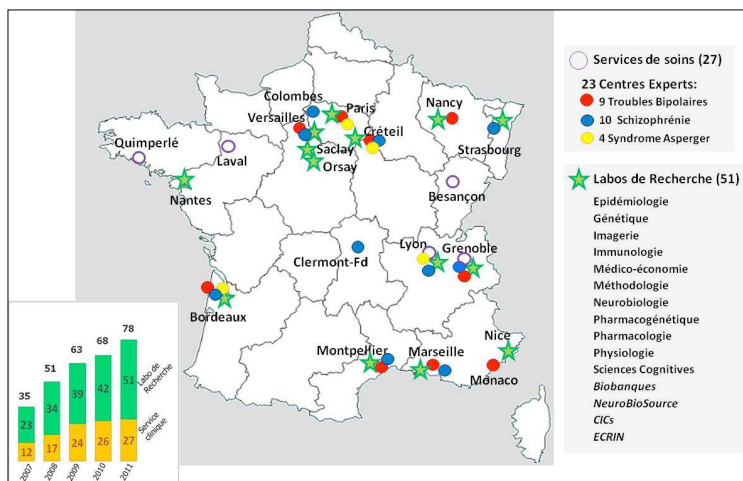 Colombes
Versailles
Paris
Nancy
Créteil
Strasbourg
Saclay
Orsay
Quimperlé
Laval
Nantes
Besançon
Lyon
Grenoble
Clermont-Fd
Bordeaux
Montpellier
Marseille
Nice
Monaco
Services de soins (27)
23 Centres Experts:
9 Troubles Bipolaires
10 Schizophrénie
4 Syndrome Asperger
Labos de Recherche (51)
Epidémiologie
Génétique
Imagerie
Immunologie
Médico-économie
Méthodologie
Neurobiologie
Pharmacogénétique
Pharmacologie
Physiologie
Sciences Cognitives
Biobanques
NeuroBioSource
CICs
ECRIN
35
51
63
68
78
23
34
39
42
51
12
17
24
26
27
Labo de
Recherche
Service
clinique
2007
2008
2009
2010
2011